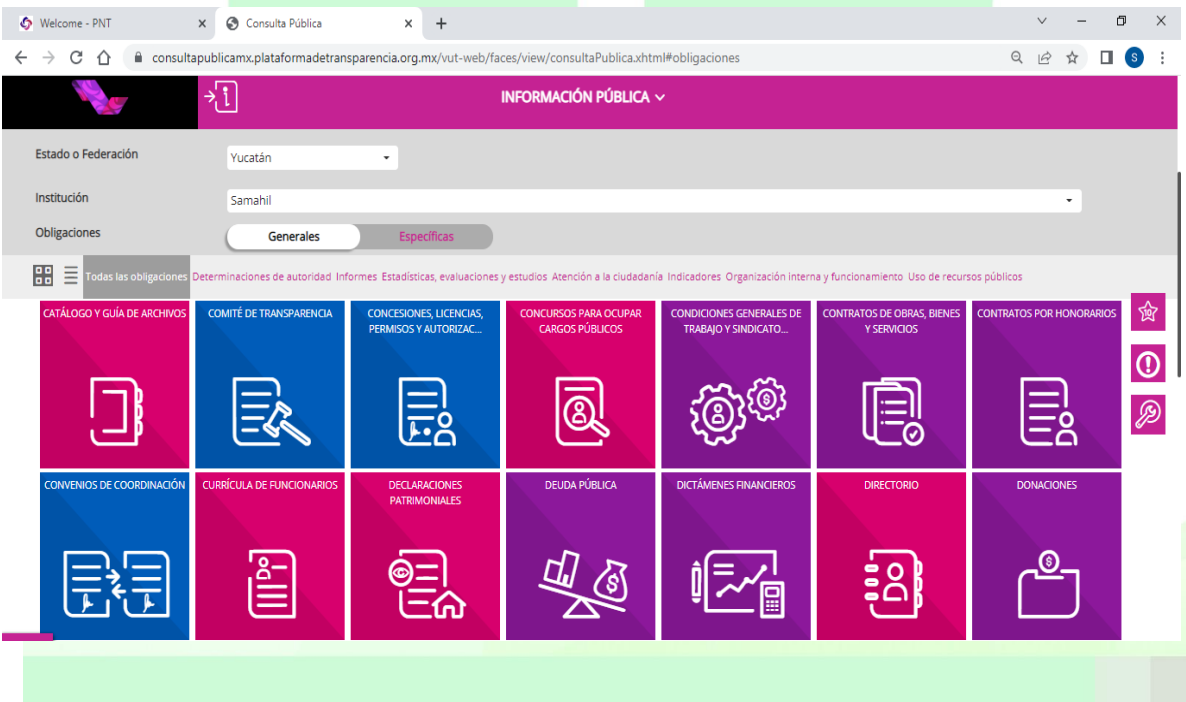 Welcome - PNT
Consulta Pública
consultapublicamx.plataformadetransparencia.org.mx/vut-web/faces/view/consultaPublica.xhtml#obligaciones
S
INFORMACIÓN PÚBLICA
Estado o Federación
Yucatán
Institución
Samahil
Obligaciones
Generales
Específicas
Todas las obligaciones Determinaciones de autoridad Informes Estadísticas, evaluaciones y estudios Atención a la ciudadanía Indicadores Organización interna y funcionamiento Uso de recursos públicos
CATÁLOGO Y GUÍA DE ARCHIVOS
COMITÉ DE TRANSPARENCIA
CONCESIONES, LICENCIAS,
PERMISOS Y AUTORIZAC...
CONCURSOS PARA OCUPAR
CARGOS PÚBLICOS
CONDICIONES GENERALES DE
TRABAJO Y SINDICATO...
CONTRATOS DE OBRAS, BIENES
Y SERVICIOS
CONTRATOS POR HONORARIOS
CONVENIOS DE COORDINACIÓN
CURRÍCULA DE FUNCIONARIOS
DECLARACIONES
PATRIMONIALES
DEUDA PÚBLICA
DICTÁMENES FINANCIEROS
DIRECTORIO
DONACIONES